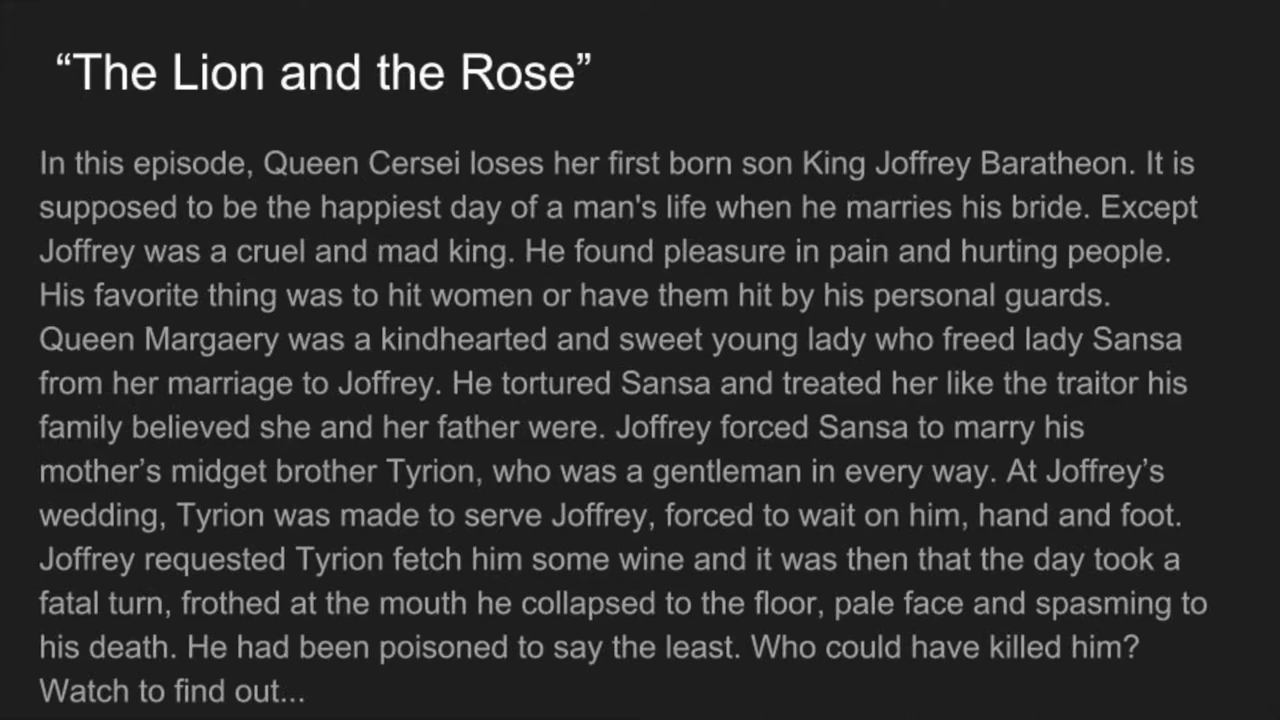 “The Lion and the Rose”
In this episode, Queen Cersei loses her first born son King Joffrey Baratheon. It is
supposed to be the happiest day of a man's life when he marries his bride. Except
Joffrey was a cruel and mad king. He found pleasure in pain and hurting people.
His favorite thing was to hit women or have them hit by his personal guards.
Queen Margaery was a kindhearted and sweet young lady who freed lady Sansa
from her marriage to Joffrey. He tortured Sansa and treated her like the traitor his
family believed she and her father were. Joffrey forced Sansa to marry his
mother’s midget brother Tyrion, who was a gentleman in every way. At Joffrey’s
wedding, Tyrion was made to serve Joffrey, forced to wait on him, hand and foot.
Joffrey requested Tyrion fetch him some wine and it was then that the day took a
fatal turn, frothed at the mouth he collapsed to the floor, pale face and spasming to
his death. He had been poisoned to say the least. Who could have killed him?
Watch to find out...